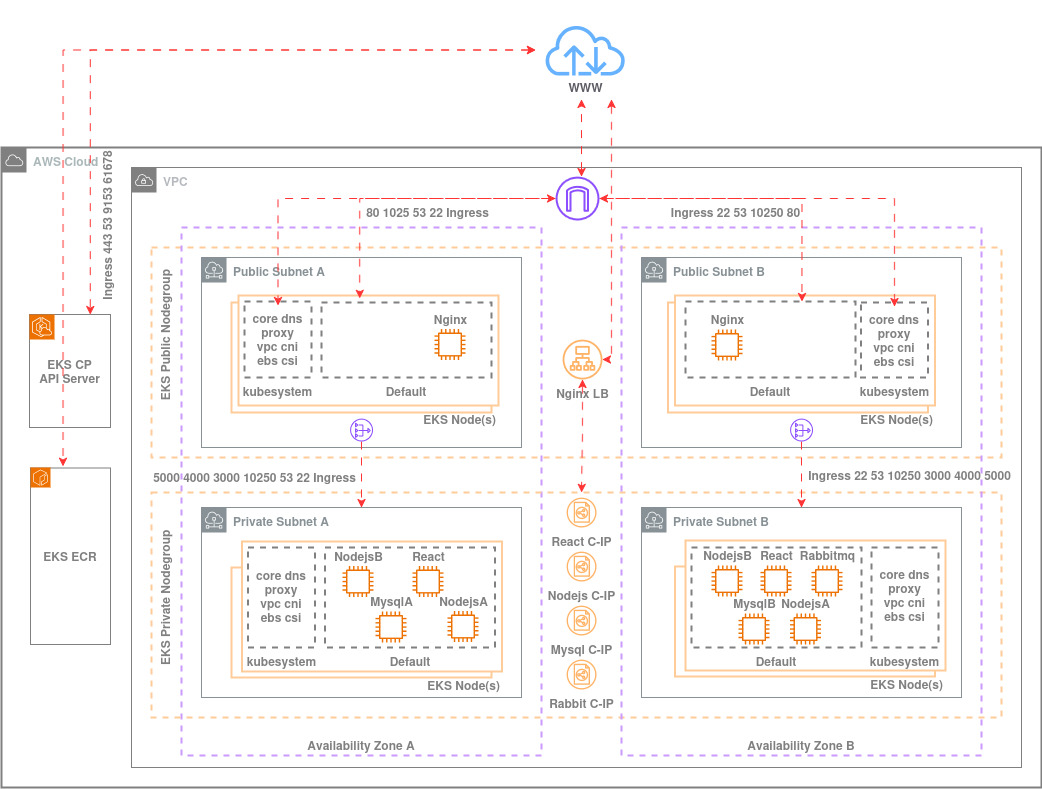 WWW
AWS Cloud
Ingress 443 53 9153 61678
VPC
80 1025 53 22 Ingress
Ingress 22 53 10250 80
EKS Public Nodegroup
Public Subnet A
core dns
proxy
vpc cni
ebs csi
kubesystem
Nginx
Default
EKS Node(s)
Nginx LB
Public Subnet B
Nginx
Default
core dns
proxy
vpc cni
ebs csi
kubesystem
EKS Node(s)
EKS CP
API Server
EKS ECR
5000 4000 3000 10250 53 22 Ingress
Ingress 22 53 10250 3000 4000 5000
EKS Private Nodegroup
Private Subnet A
core dns
proxy
vpc cni
ebs csi
kubesystem
NodejsB
React
MysqlA
NodejsA
Default
EKS Node(s)
React C-IP
Nodejs C-IP
Mysql C-IP
Rabbit C-IP
Private Subnet B
NodejsB
React
Rabbitmq
MysqlB
NodejsA
Default
core dns
proxy
vpc cni
ebs csi
kubesystem
EKS Node(s)
Availability Zone A
Availability Zone B